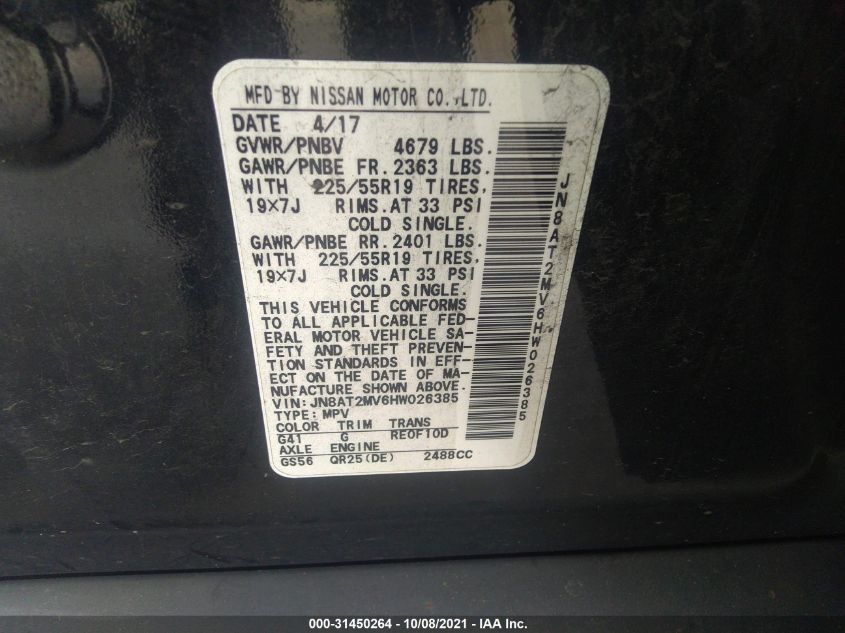 MFD BY NISSAN MOTOR CO.,LTD.
DATE 4/17
GVWR/PNBV 4679 LBS.
GAWR/PNBE FR. 2363 LBS.
WITH 225/55R19 TIRES,
19×7J RIMS.AT 33 PSI
COLD SINGLE.
GAWR/PNBE RR. 2401 LBS.
WITH 225/55R19 TIRES,
19×7J RIMS.AT 33 PSI
COLD SINGLE.
THIS VEHICLE CONFORMS
TO ALL APPLICABLE FED-
ERAL MOTOR VEHICLE SA-
FETY AND THEFT PREVEN-
TION STANDARDS IN EFF-
ECT ON THE DATE OF MA-
NUFACTURE SHOWN ABOVE.
VIN:JN8AT2MV6HW026385
TYPE:MPV
COLOR TRIM TRANS
G41 G RE0F10D
AXLE ENGINE
GS56 QR25(DE) 2488CC
JN8AT2MV6HW026385
000-31450264 - 10/08/2021 - IAA Inc.